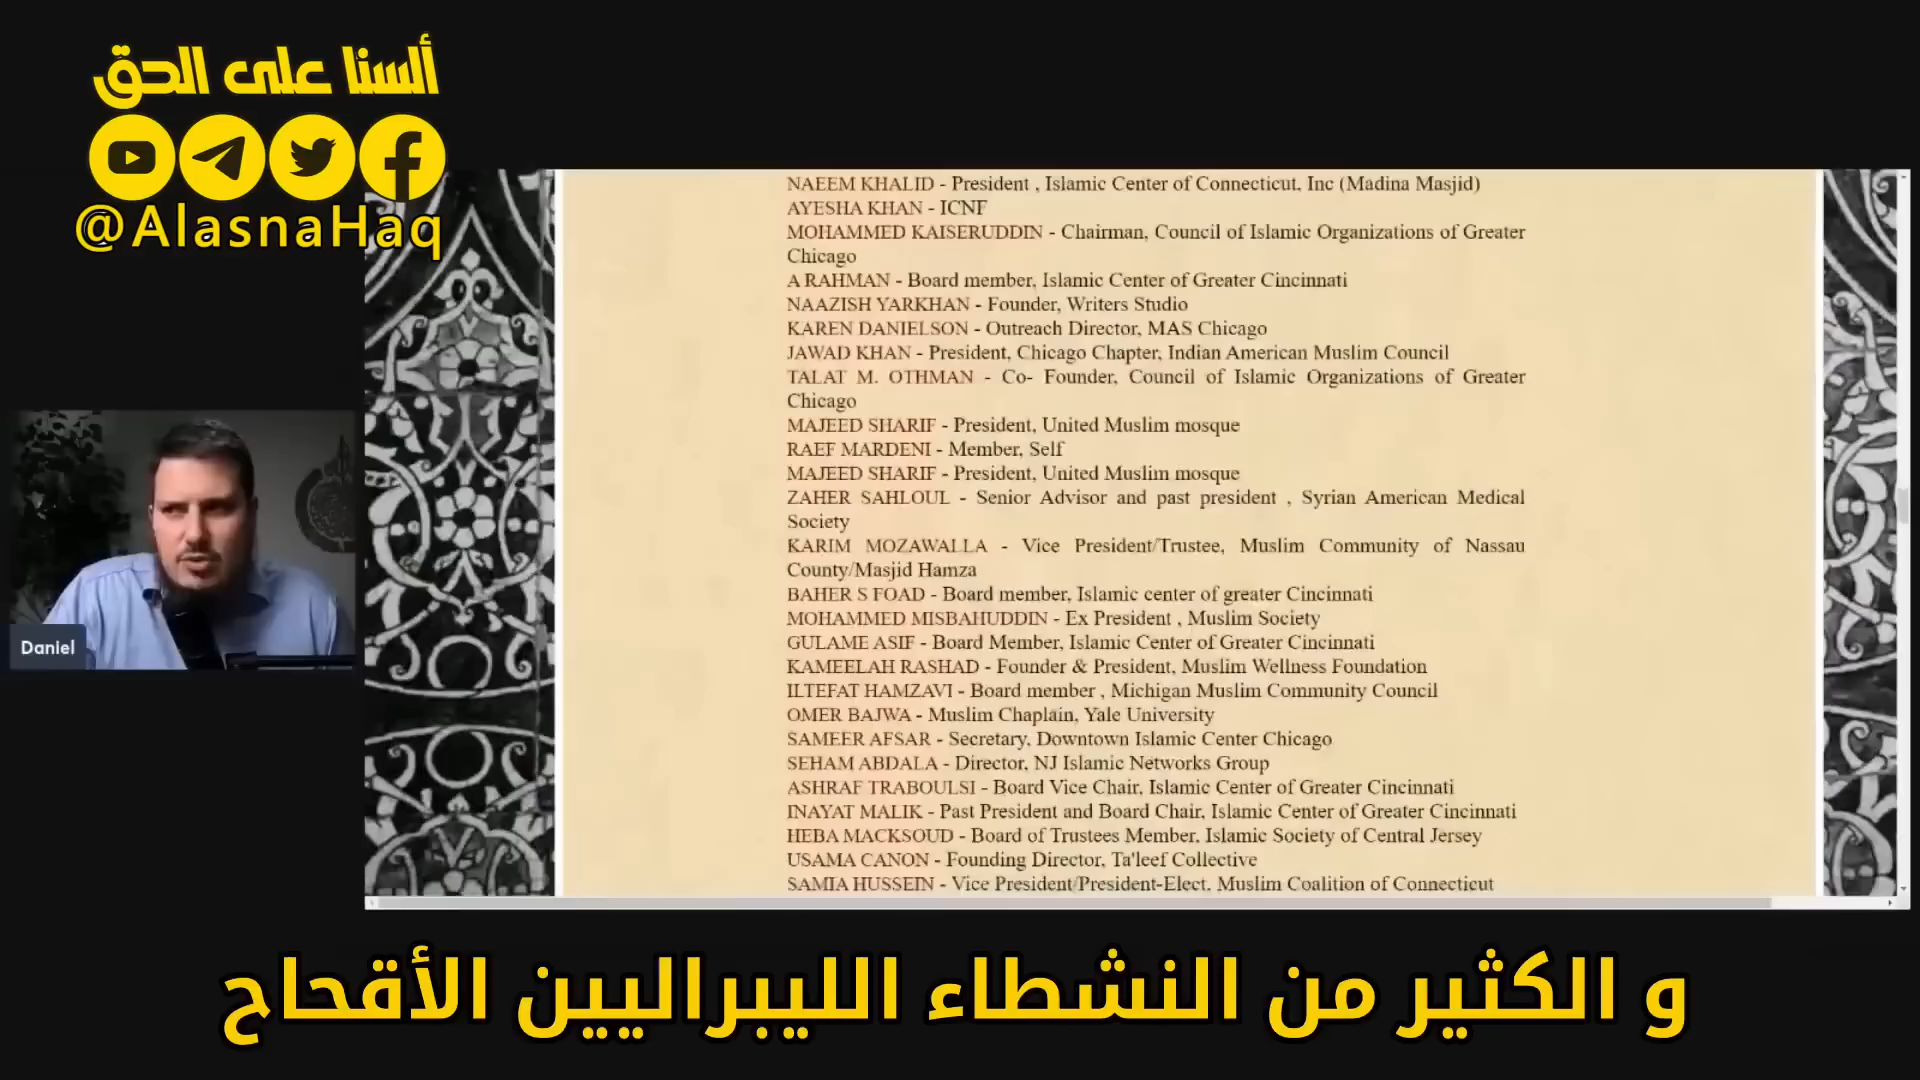 ألسنا على الحق
@AlasnaHaq
NAEEM KHALID - President , Islamic Center of Connecticut, Inc (Madina Masjid)
AYESHA KHAN - ICNF
MOHAMMED KAISERUDDIN - Chairman, Council of Islamic Organizations of Greater
Chicago
A RAHMAN - Board member, Islamic Center of Greater Cincinnati
NAAZISH YARKHAN - Founder, Writers Studio
KAREN DANIELSON - Outreach Director, MAS Chicago
JAWAD KHAN - President, Chicago Chapter, Indian American Muslim Council
TALAT M. OTHMAN - Co- Founder, Council of Islamic Organizations of Greater
Chicago
MAJEED SHARIF - President, United Muslim mosque
RAEF MARDENI - Member, Self
MAJEED SHARIF - President, United Muslim mosque
ZAHER SAHLOUL - Senior Advisor and past president , Syrian American Medical
Society
KARIM MOZAWALLA - Vice President/Trustee, Muslim Community of Nassau
County/Masjid Hamza
BAHER S FOAD - Board member, Islamic center of greater Cincinnati
MOHAMMED MISBAHUDDIN - Ex President , Muslim Society
GULAME ASIF - Board Member, Islamic Center of Greater Cincinnati
KAMEELAH RASHAD - Founder & President, Muslim Wellness Foundation
ILTEFAT HAMZAVI - Board member , Michigan Muslim Community Council
OMER BAJWA - Muslim Chaplain, Yale University
SAMEER AFSAR - Secretary, Downtown Islamic Center Chicago
SEHAM ABDALA - Director, NJ Islamic Networks Group
ASHRAF TRABOULSI - Board Vice Chair, Islamic Center of Greater Cincinnati
INAYAT MALIK - Past President and Board Chair, Islamic Center of Greater Cincinnati
HEBA MACKSOUD - Board of Trustees Member, Islamic Society of Central Jersey
USAMA CANON - Founding Director, Ta'leef Collective
SAMIA HUSSEIN - Vice President/President-Elect, Muslim Coalition of Connecticut
Daniel
و الكثير من النشطاء الليبراليين الأقحاح